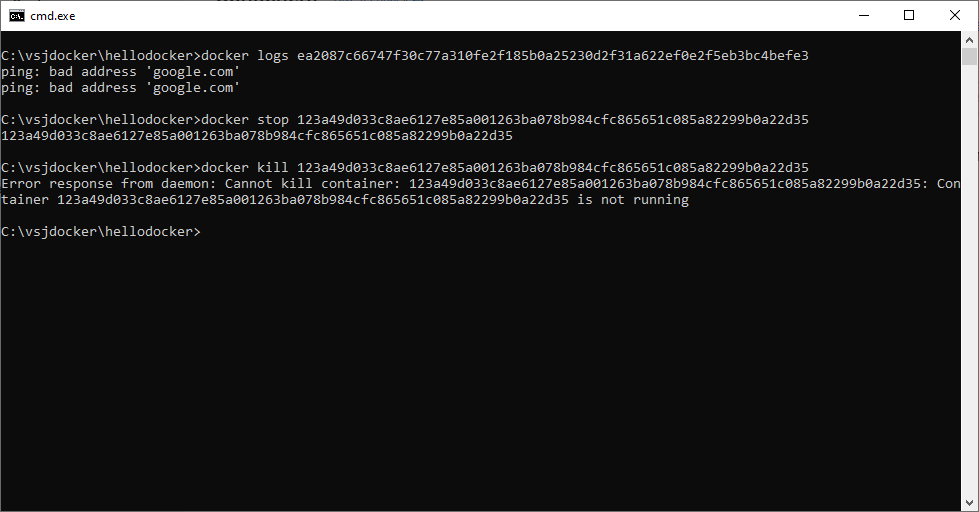 cmd.exe
C:\vsjdocker\hellodocker>docker logs ea2087c66747f30c77a310fe2f185b0a25230d2f31a622ef0e2f5eb3bc4befe3
ping: bad address 'google.com'
ping: bad address 'google.com'
C:\vsjdocker\hellodocker>docker stop 123a49d033c8ae6127e85a001263ba078b984cfc865651c085a82299b0a22d35
123a49d033c8ae6127e85a001263ba078b984cfc865651c085a82299b0a22d35
C:\vsjdocker\hellodocker>docker kill 123a49d033c8ae6127e85a001263ba078b984cfc865651c085a82299b0a22d35
Error response from daemon: Cannot kill container: 123a49d033c8ae6127e85a001263ba078b984cfc865651c085a82299b0a22d35: Con
tainer 123a49d033c8ae6127e85a001263ba078b984cfc865651c085a82299b0a22d35 is not running
C:\vsjdocker\hellodocker>